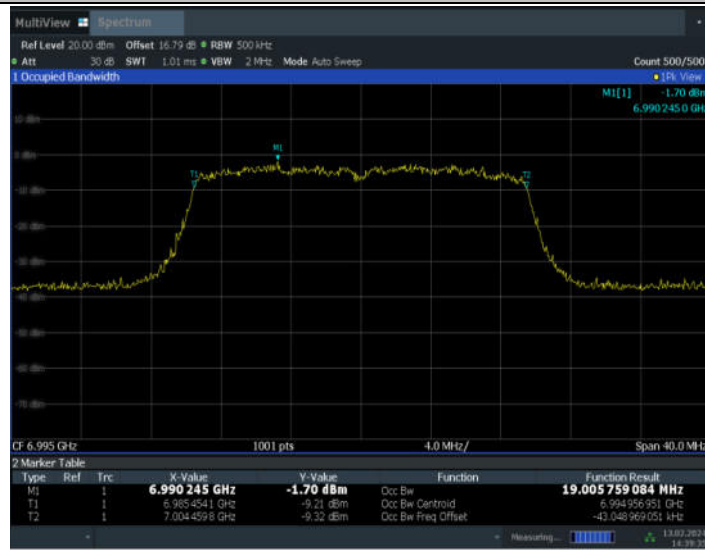 MultiView Spectrum
Ref Level 20.00 dBm Offset 16.79 dB RBW 500 kHz
Att 30 dB SWT 1.01 ms VBW 2 MHz Mode Auto Sweep Count 500/500
1 Occupied Bandwidth 1Pk View
M1[1] -1.70 dBm
6.990 245 0 GHz
10 dBm
0 dBm
M1
T1
T2
-10 dBm
-20 dBm
-30 dBm
-40 dBm
-50 dBm
-60 dBm
-70 dBm
CF 6.995 GHz 1001 pts 4.0 MHz/ Span 40.0 MHz
2 Marker Table
Type Ref Trc X-Value Y-Value Function Function Result
M1 1 6.990 245 GHz -1.70 dBm Occ Bw 19.005 759 084 MHz
T1 1 6.985 454 1 GHz -9.21 dBm Occ Bw Centroid 6.994 956 951 GHz
T2 1 7.004 459 8 GHz -9.32 dBm Occ Bw Freq Offset -43.048 969 051 kHz
Measuring...